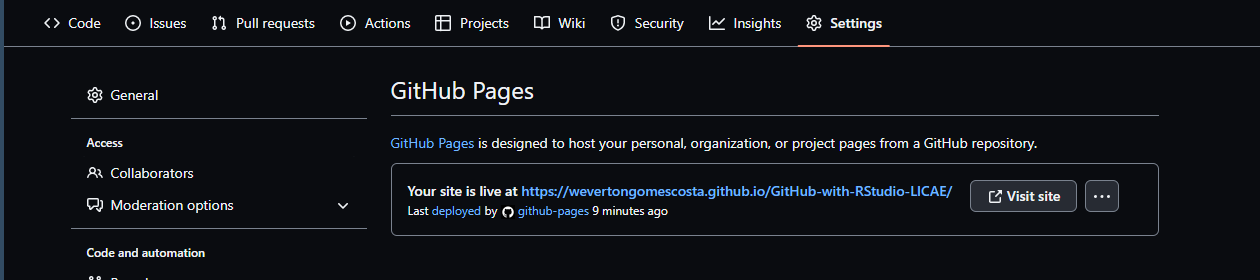 Code Issues Pull requests Actions Projects Wiki Security Insights Settings
General
Access
Collaborators
Moderation options
Code and automation
GitHub Pages
GitHub Pages is designed to host your personal, organization, or project pages from a GitHub repository.
Your site is live at https://wevertongomescosta.github.io/GitHub-with-RStudio-LICAE/
Last deployed by github-pages 9 minutes ago
Visit site